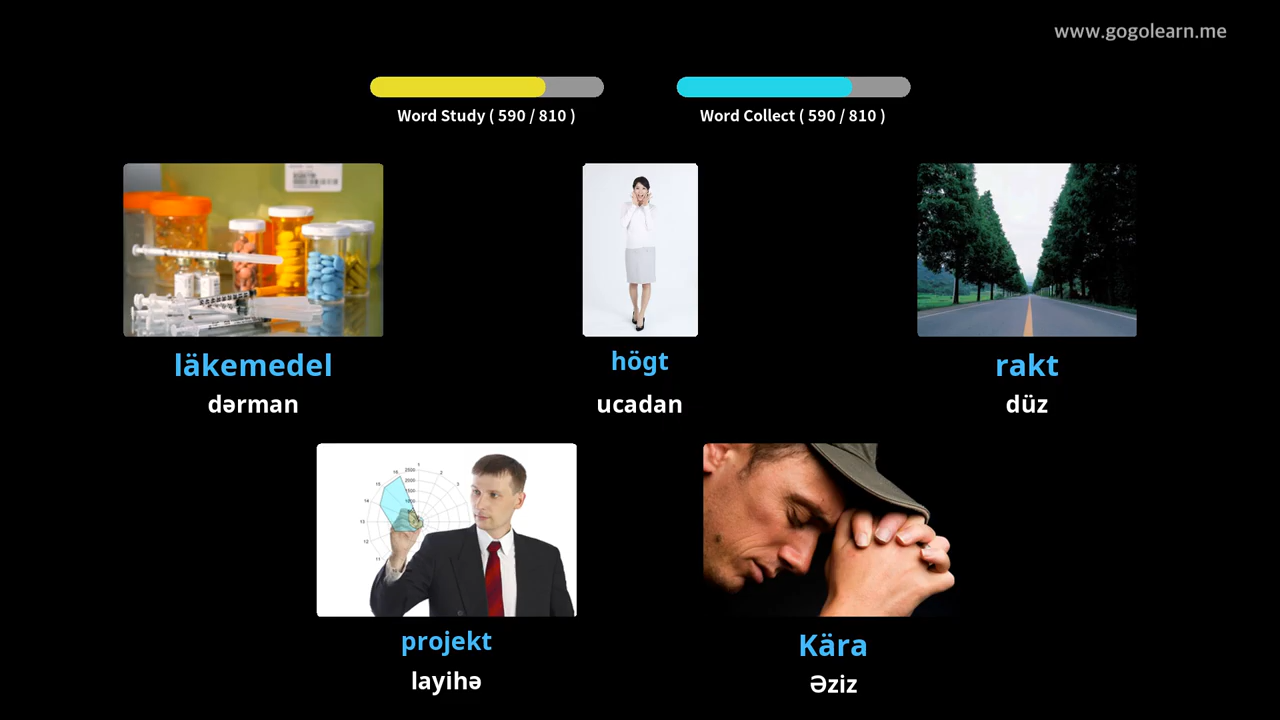 www.gogolearn.me
Word Study ( 590 / 810 )
Word Collect ( 590 / 810 )
läkemedel
dərman
högt
ucadan
rakt
düz
projekt
layihə
Kära
Əziz